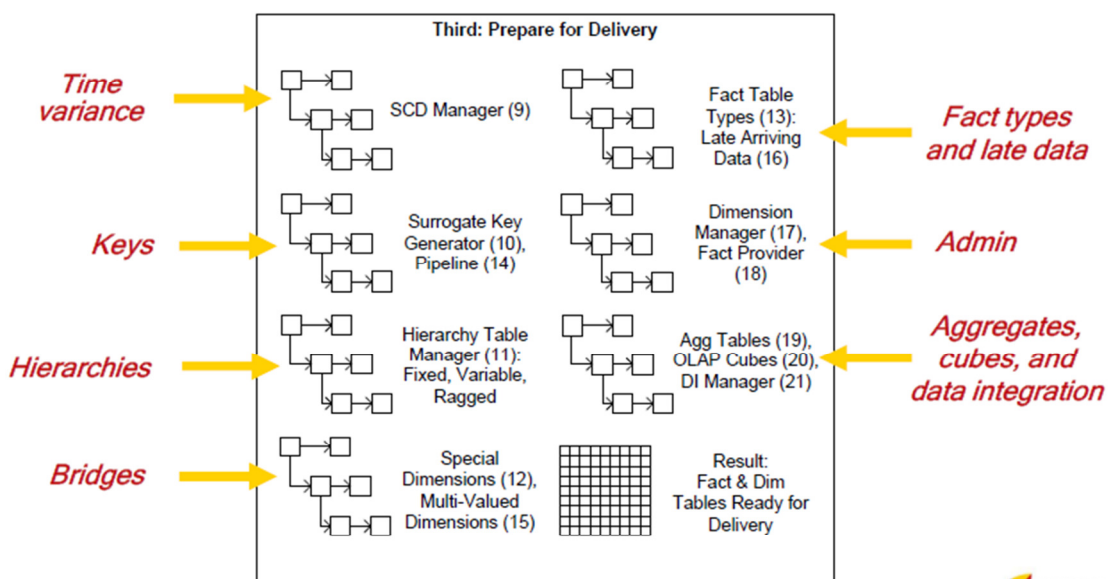 Third: Prepare for Delivery
Time
variance
SCD Manager (9)
Fact Table
Types (13):
Late Arriving
Data (16)
Fact types
and late data
Keys
Surrogate Key
Generator (10),
Pipeline (14)
Dimension
Manager (17),
Fact Provider
(18)
Admin
Hierarchies
Hierarchy Table
Manager (11):
Fixed, Variable,
Ragged
Agg Tables (19),
OLAP Cubes (20),
DI Manager (21)
Aggregates,
cubes, and
data integration
Bridges
Special
Dimensions (12),
Multi-Valued
Dimensions (15)
Result:
Fact & Dim
Tables Ready for
Delivery